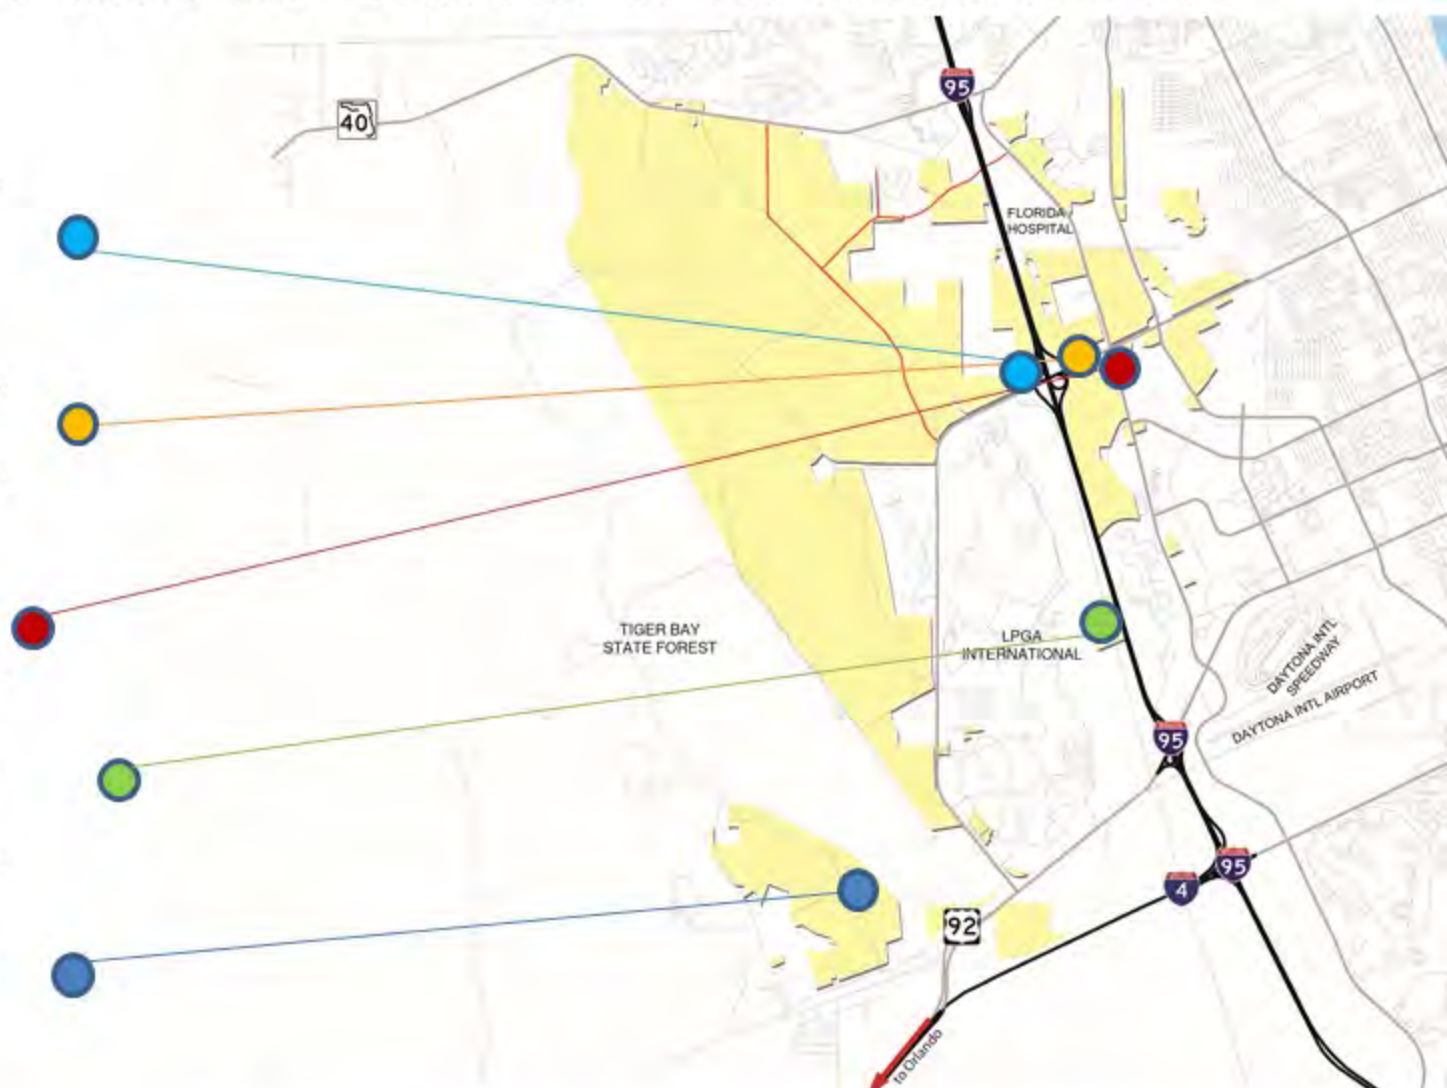 95
40
FLORIDA
HOSPITAL
TIGER BAY
STATE FOREST
LPGA
INTERNATIONAL
DAYTONA INTL
SPEEDWAY
DAYTONA INTL AIRPORT
95
95
4
92
to Orlando